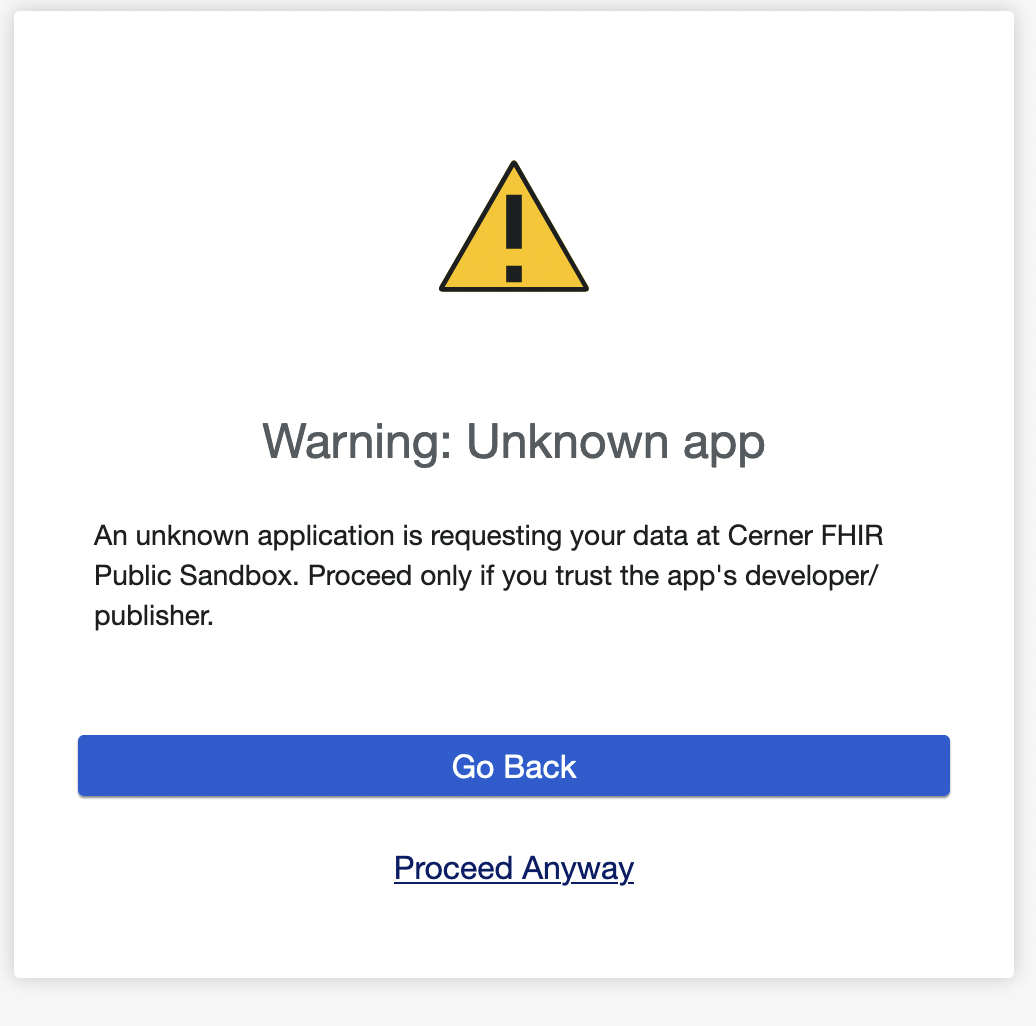 Warning: Unknown app
An unknown application is requesting your data at Cerner FHIR
Public Sandbox. Proceed only if you trust the app's developer/
publisher.
Go Back
Proceed Anyway